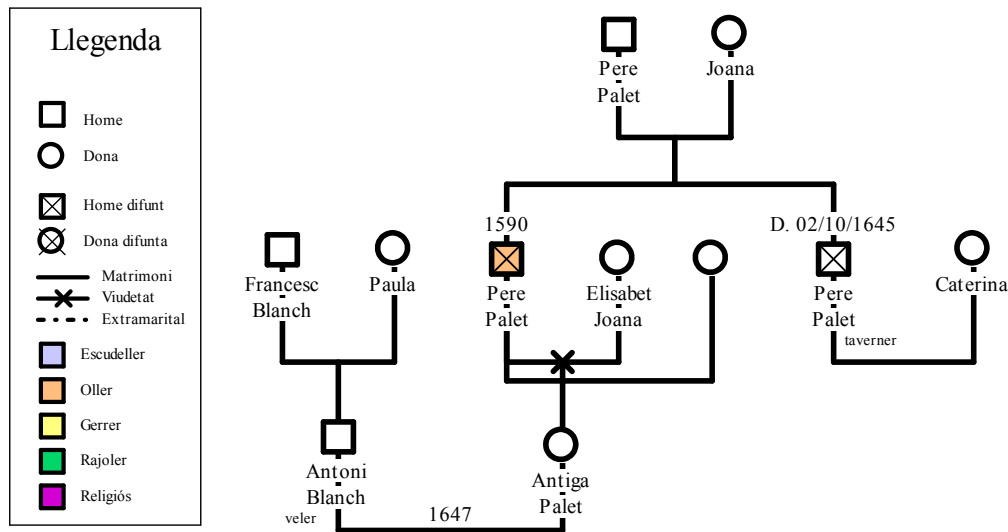 Llegenda
Home
Dona
Home difunt
Dona difunta
Matrimoni
Viudetat
Extramarital
Escudeller
Oller
Gerrer
Rajoler
Religiós
Pere
Palet
Joana
1590
D. 02/10/1645
Francesc
Blanch
Paula
Pere
Palet
Elisabet
Joana
Pere
Palet
taverner
Caterina
Antoni
Blanch
veler
1647
Antiga
Palet